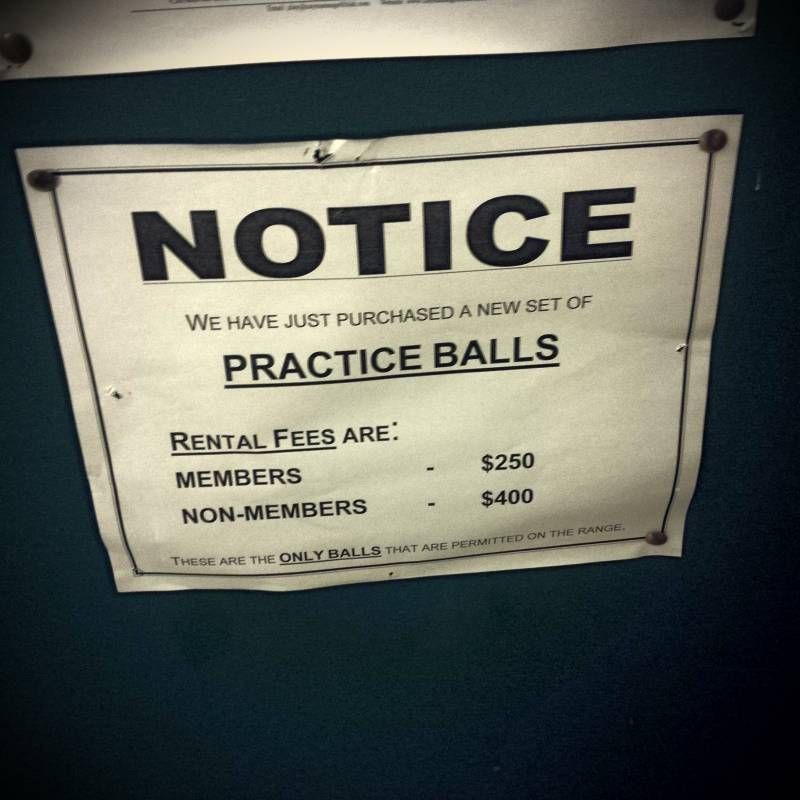 NOTICE
WE HAVE JUST PURCHASED A NEW SET OF
PRACTICE BALLS
RENTAL FEES ARE:
MEMBERS - $250
NON-MEMBERS - $400
THESE ARE THE ONLY BALLS THAT ARE PERMITTED ON THE RANGE.